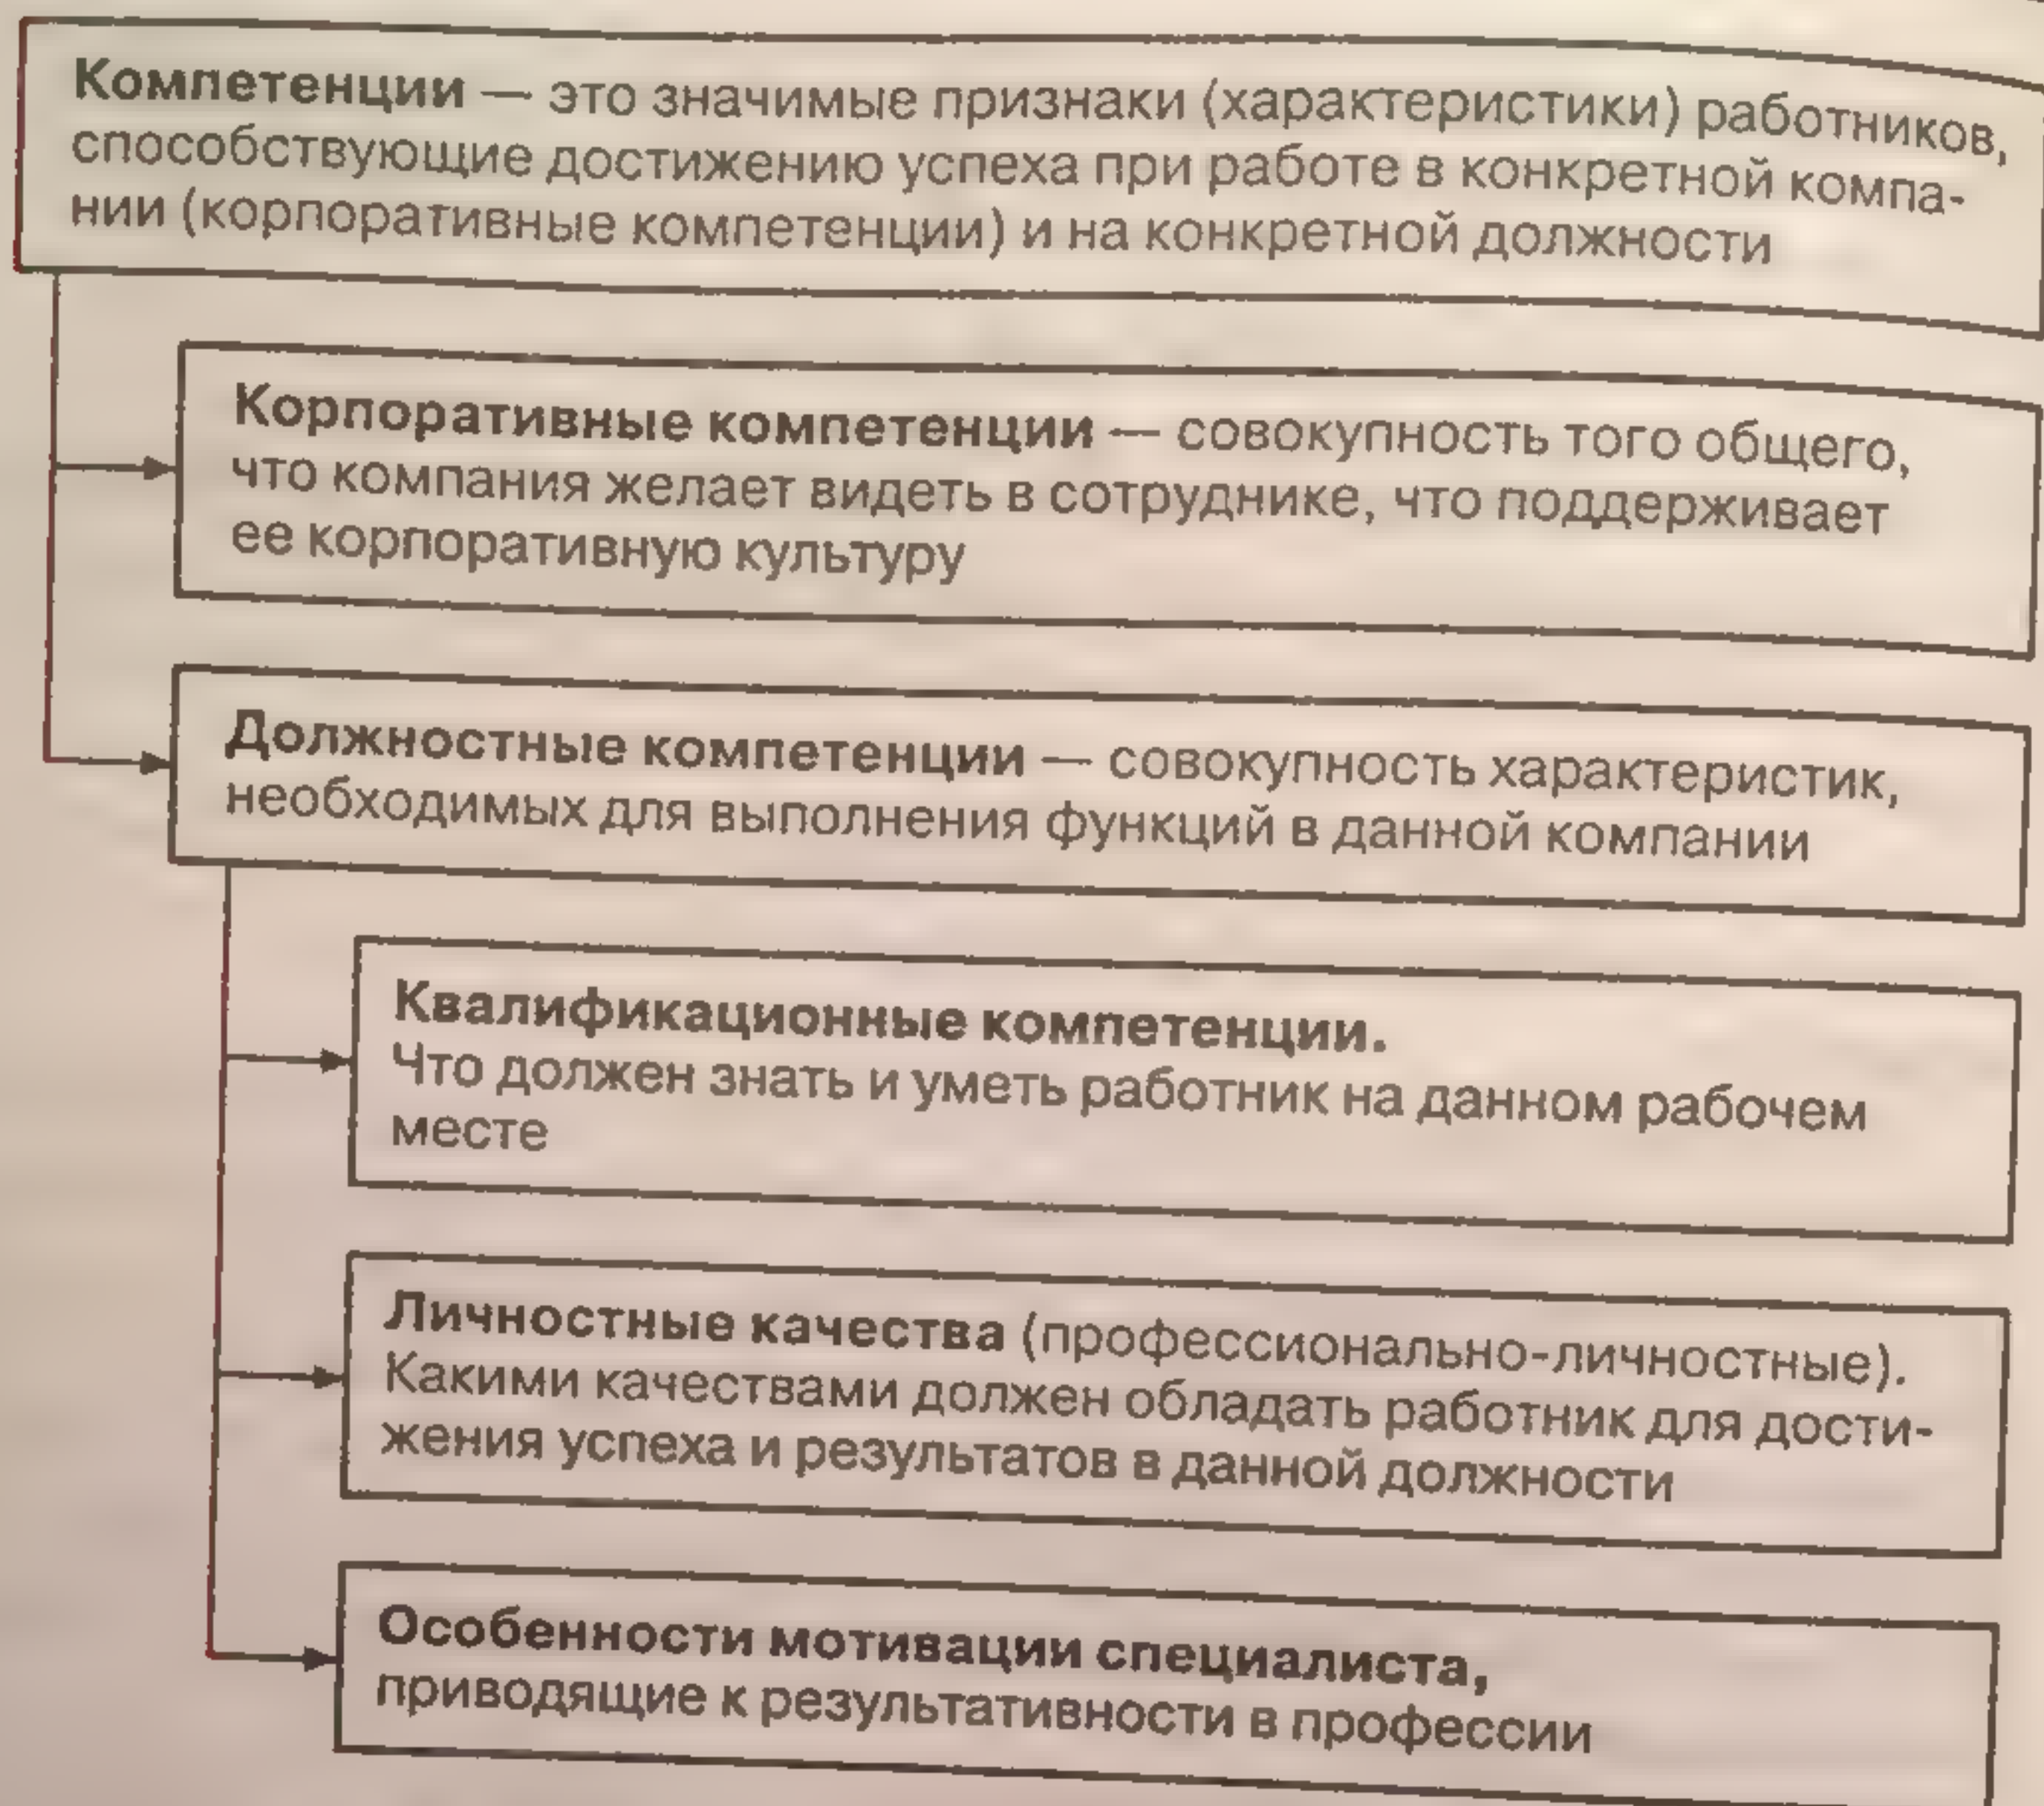 Компетенции — это значимые признаки (характеристики) работников,
способствующие достижению успеха при работе в конкретной компа-
нии (корпоративные компетенции) и на конкретной должности
Корпоративные компетенции — совокупность того общего,
что компания желает видеть в сотруднике, что поддерживает
ее корпоративную культуру
Должностные компетенции — совокупность характеристик,
необходимых для выполнения функций в данной компании
Квалификационные компетенции.
Что должен знать и уметь работник на данном рабочем
месте
Личностные качества (профессионально-личностные).
Какими качествами должен обладать работник для дости-
жения успеха и результатов в данной должности
Особенности мотивации специалиста,
приводящие к результативности в профессии